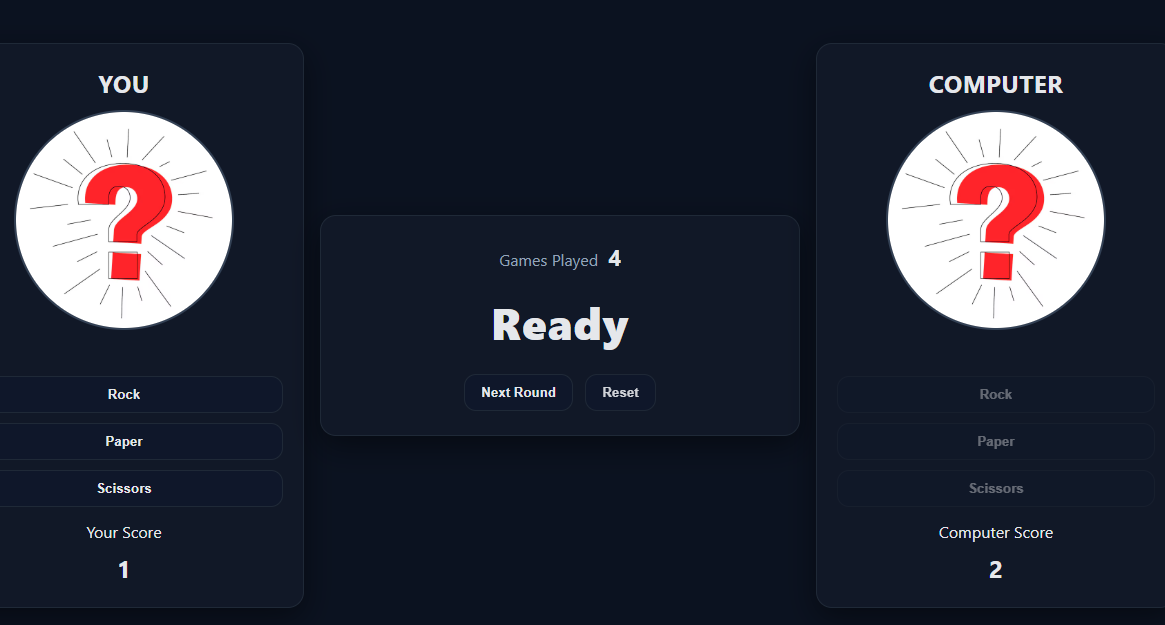 YOU
Rock
Paper
Scissors
Your Score
1
Games Played 4
Ready
Next Round Reset
COMPUTER
Rock
Paper
Scissors
Computer Score
2